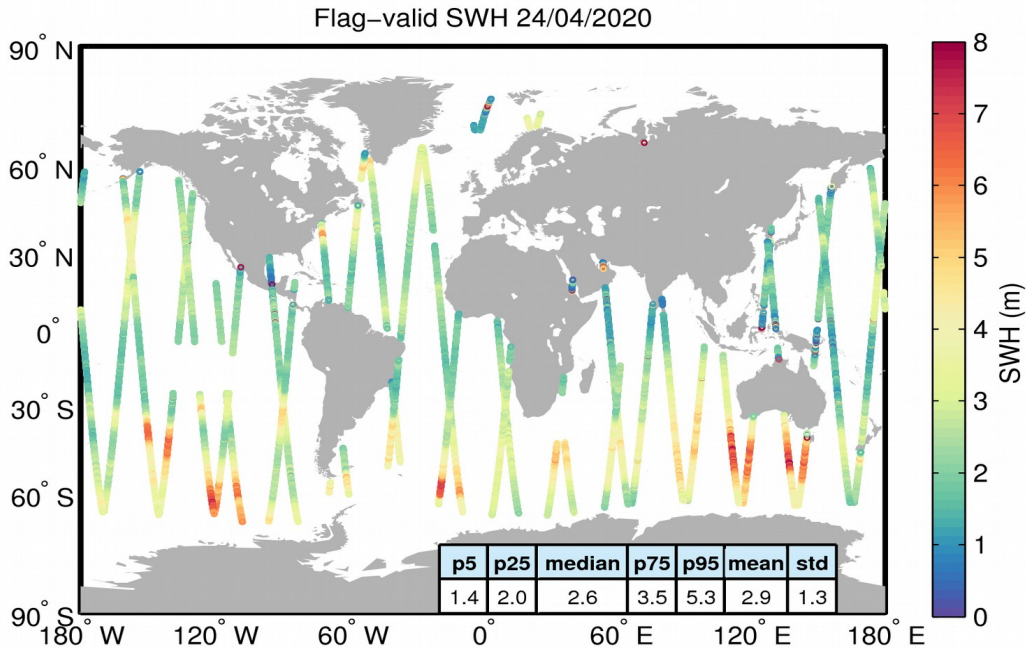 Flag−valid SWH 24/04/2020
90° N
60° N
30° N
0°
30° S
60° S
90° S
180° W
120° W
60° W
0°
60° E
120° E
180° E
8
7
6
5
4
3
2
1
0
SWH (m)
p5 p25 median p75 p95 mean std
1.4 2.0 2.6 3.5 5.3 2.9 1.3